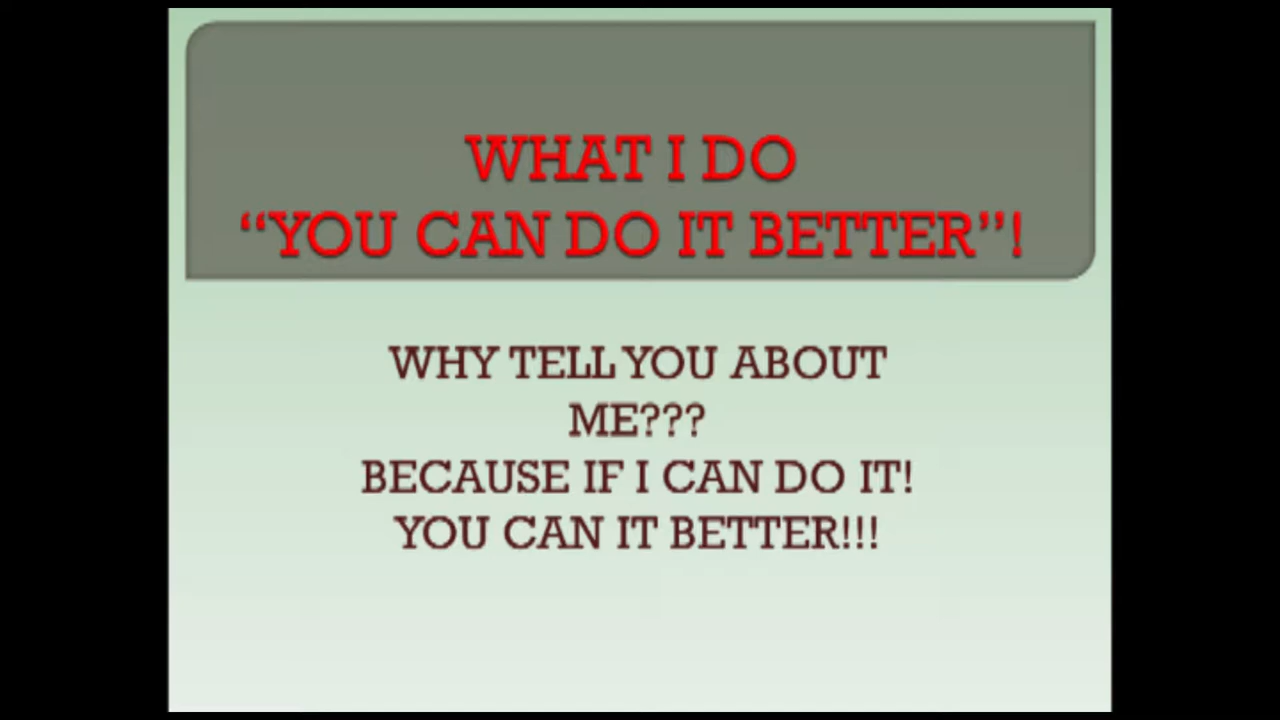 WHAT I DO
“YOU CAN DO IT BETTER”!
WHY TELL YOU ABOUT
ME???
BECAUSE IF I CAN DO IT!
YOU CAN IT BETTER!!!